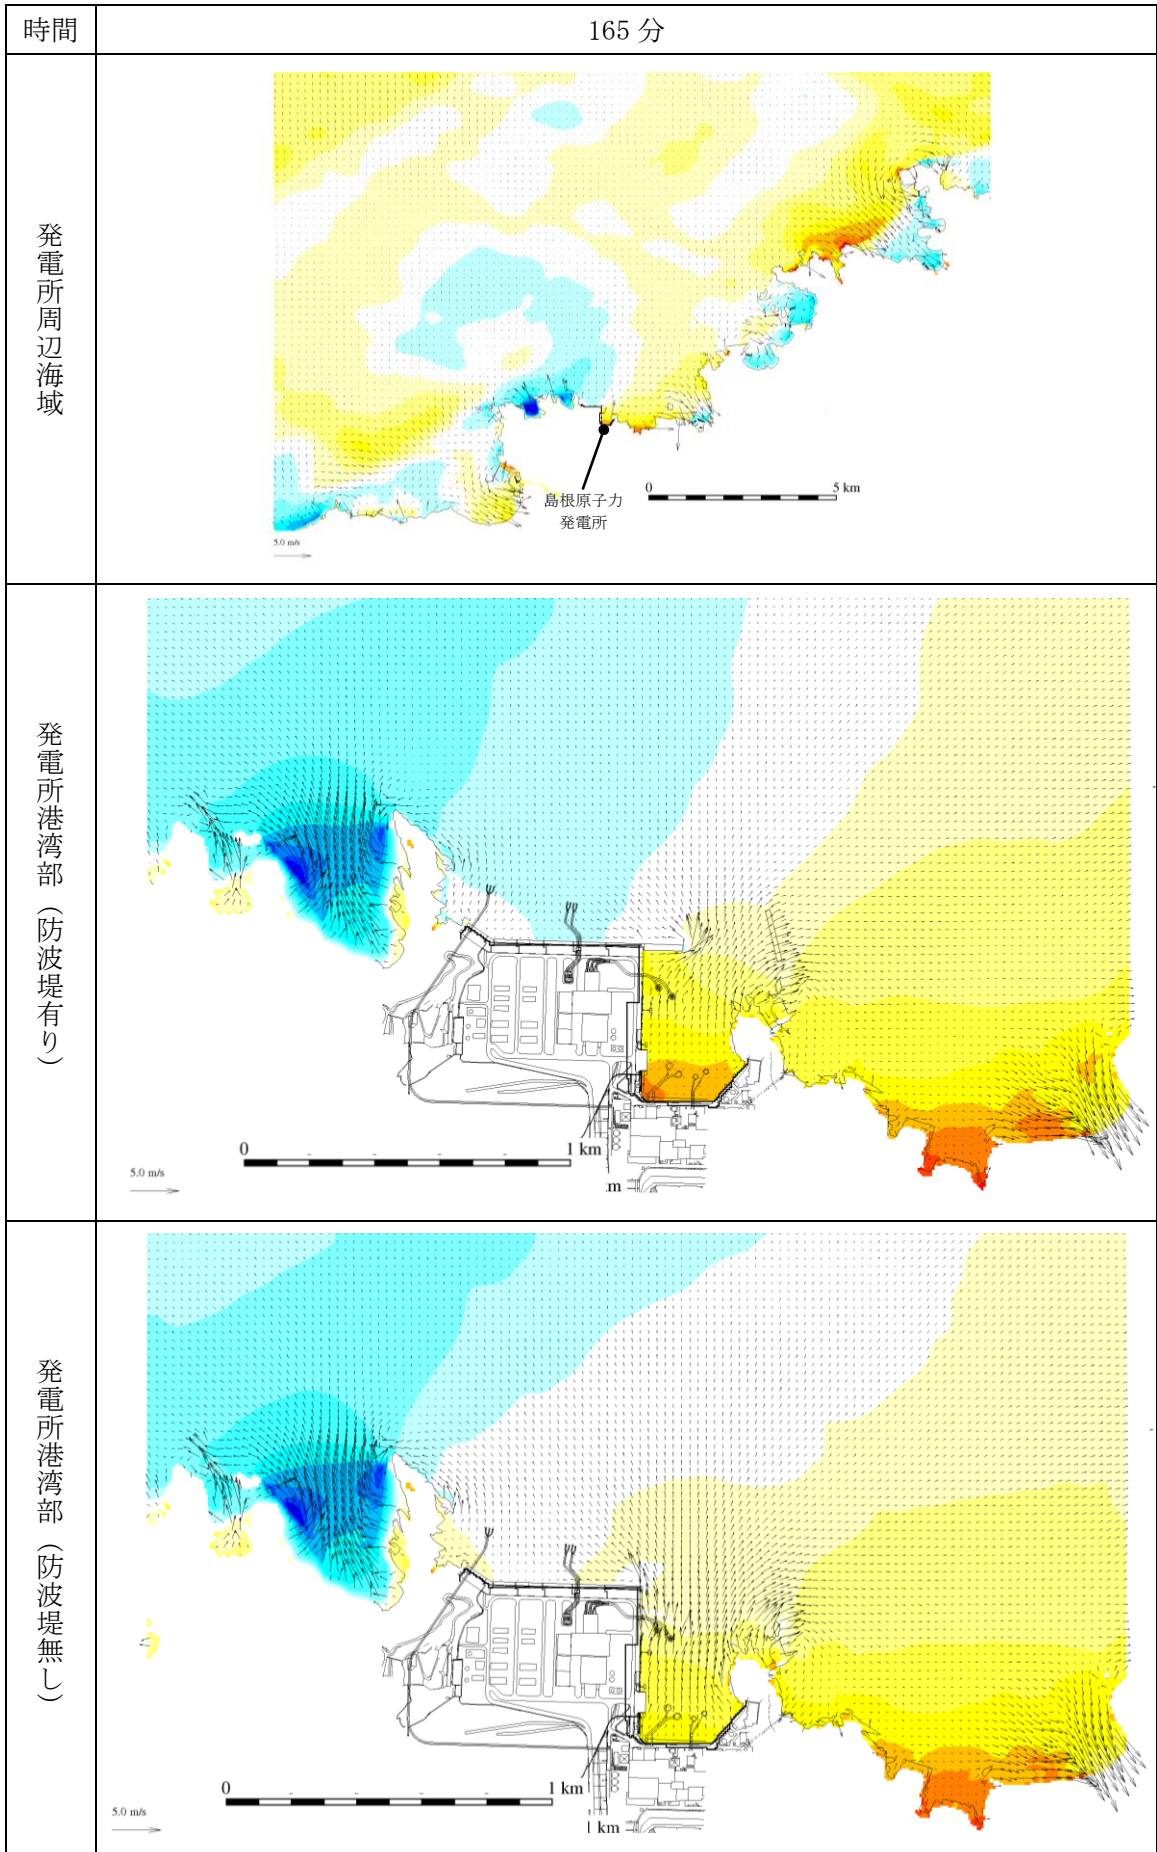 時間
165 分
発電所周辺海域
島根原子力
発電所
0
5 km
5.0 m/s
発電所港湾部（防波堤有り）
0
1 km
5.0 m/s
m
発電所港湾部（防波堤無し）
0
1 km
5.0 m/s
1 km